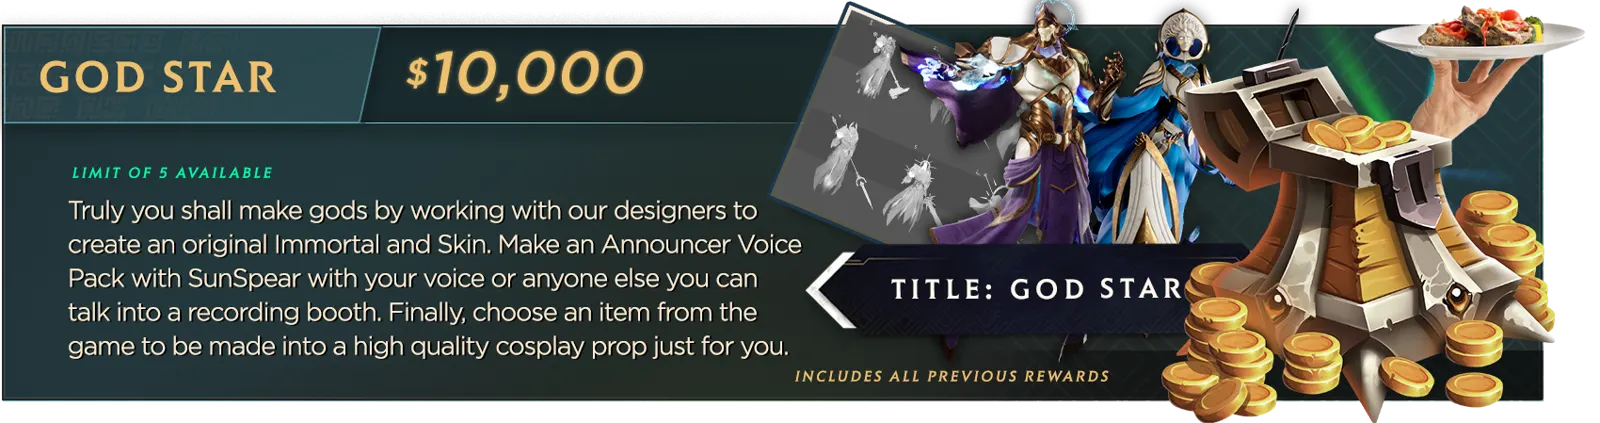 GOD STAR
$10,000
LIMIT OF 5 AVAILABLE
Truly you shall make gods by working with our designers to
create an original Immortal and Skin. Make an Announcer Voice
Pack with SunSpear with your voice or anyone else you can
talk into a recording booth. Finally, choose an item from the
game to be made into a high quality cosplay prop just for you.
TITLE: GOD STAR
INCLUDES ALL PREVIOUS REWARDS